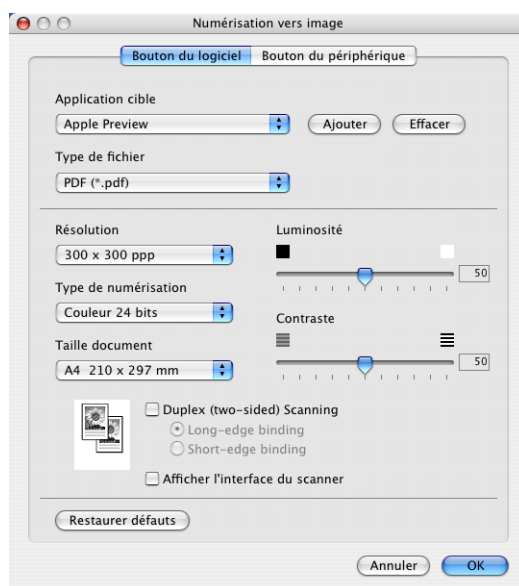 Numérisation vers image
Bouton du logiciel Bouton du périphérique
Application cible
Apple Preview Ajouter Effacer
Type de fichier
PDF (*.pdf)
Résolution Luminosité
300 x 300 ppp
50
Type de numérisation
Couleur 24 bits
Contraste
Taille document
A4 210 x 297 mm 50
Duplex (two-sided) Scanning
Long-edge binding
Short-edge binding
Afficher l'interface du scanner
Restaurer défauts
Annuler OK